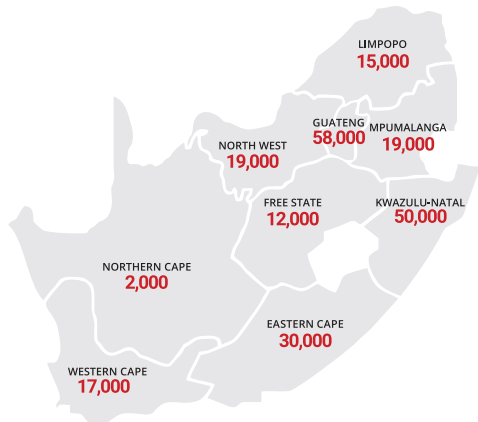 LIMPOPO
15,000
GUATENG
58,000
MPUMALANGA
19,000
NORTH WEST
19,000
FREE STATE
12,000
KWAZULU-NATAL
50,000
NORTHERN CAPE
2,000
EASTERN CAPE
30,000
WESTERN CAPE
17,000